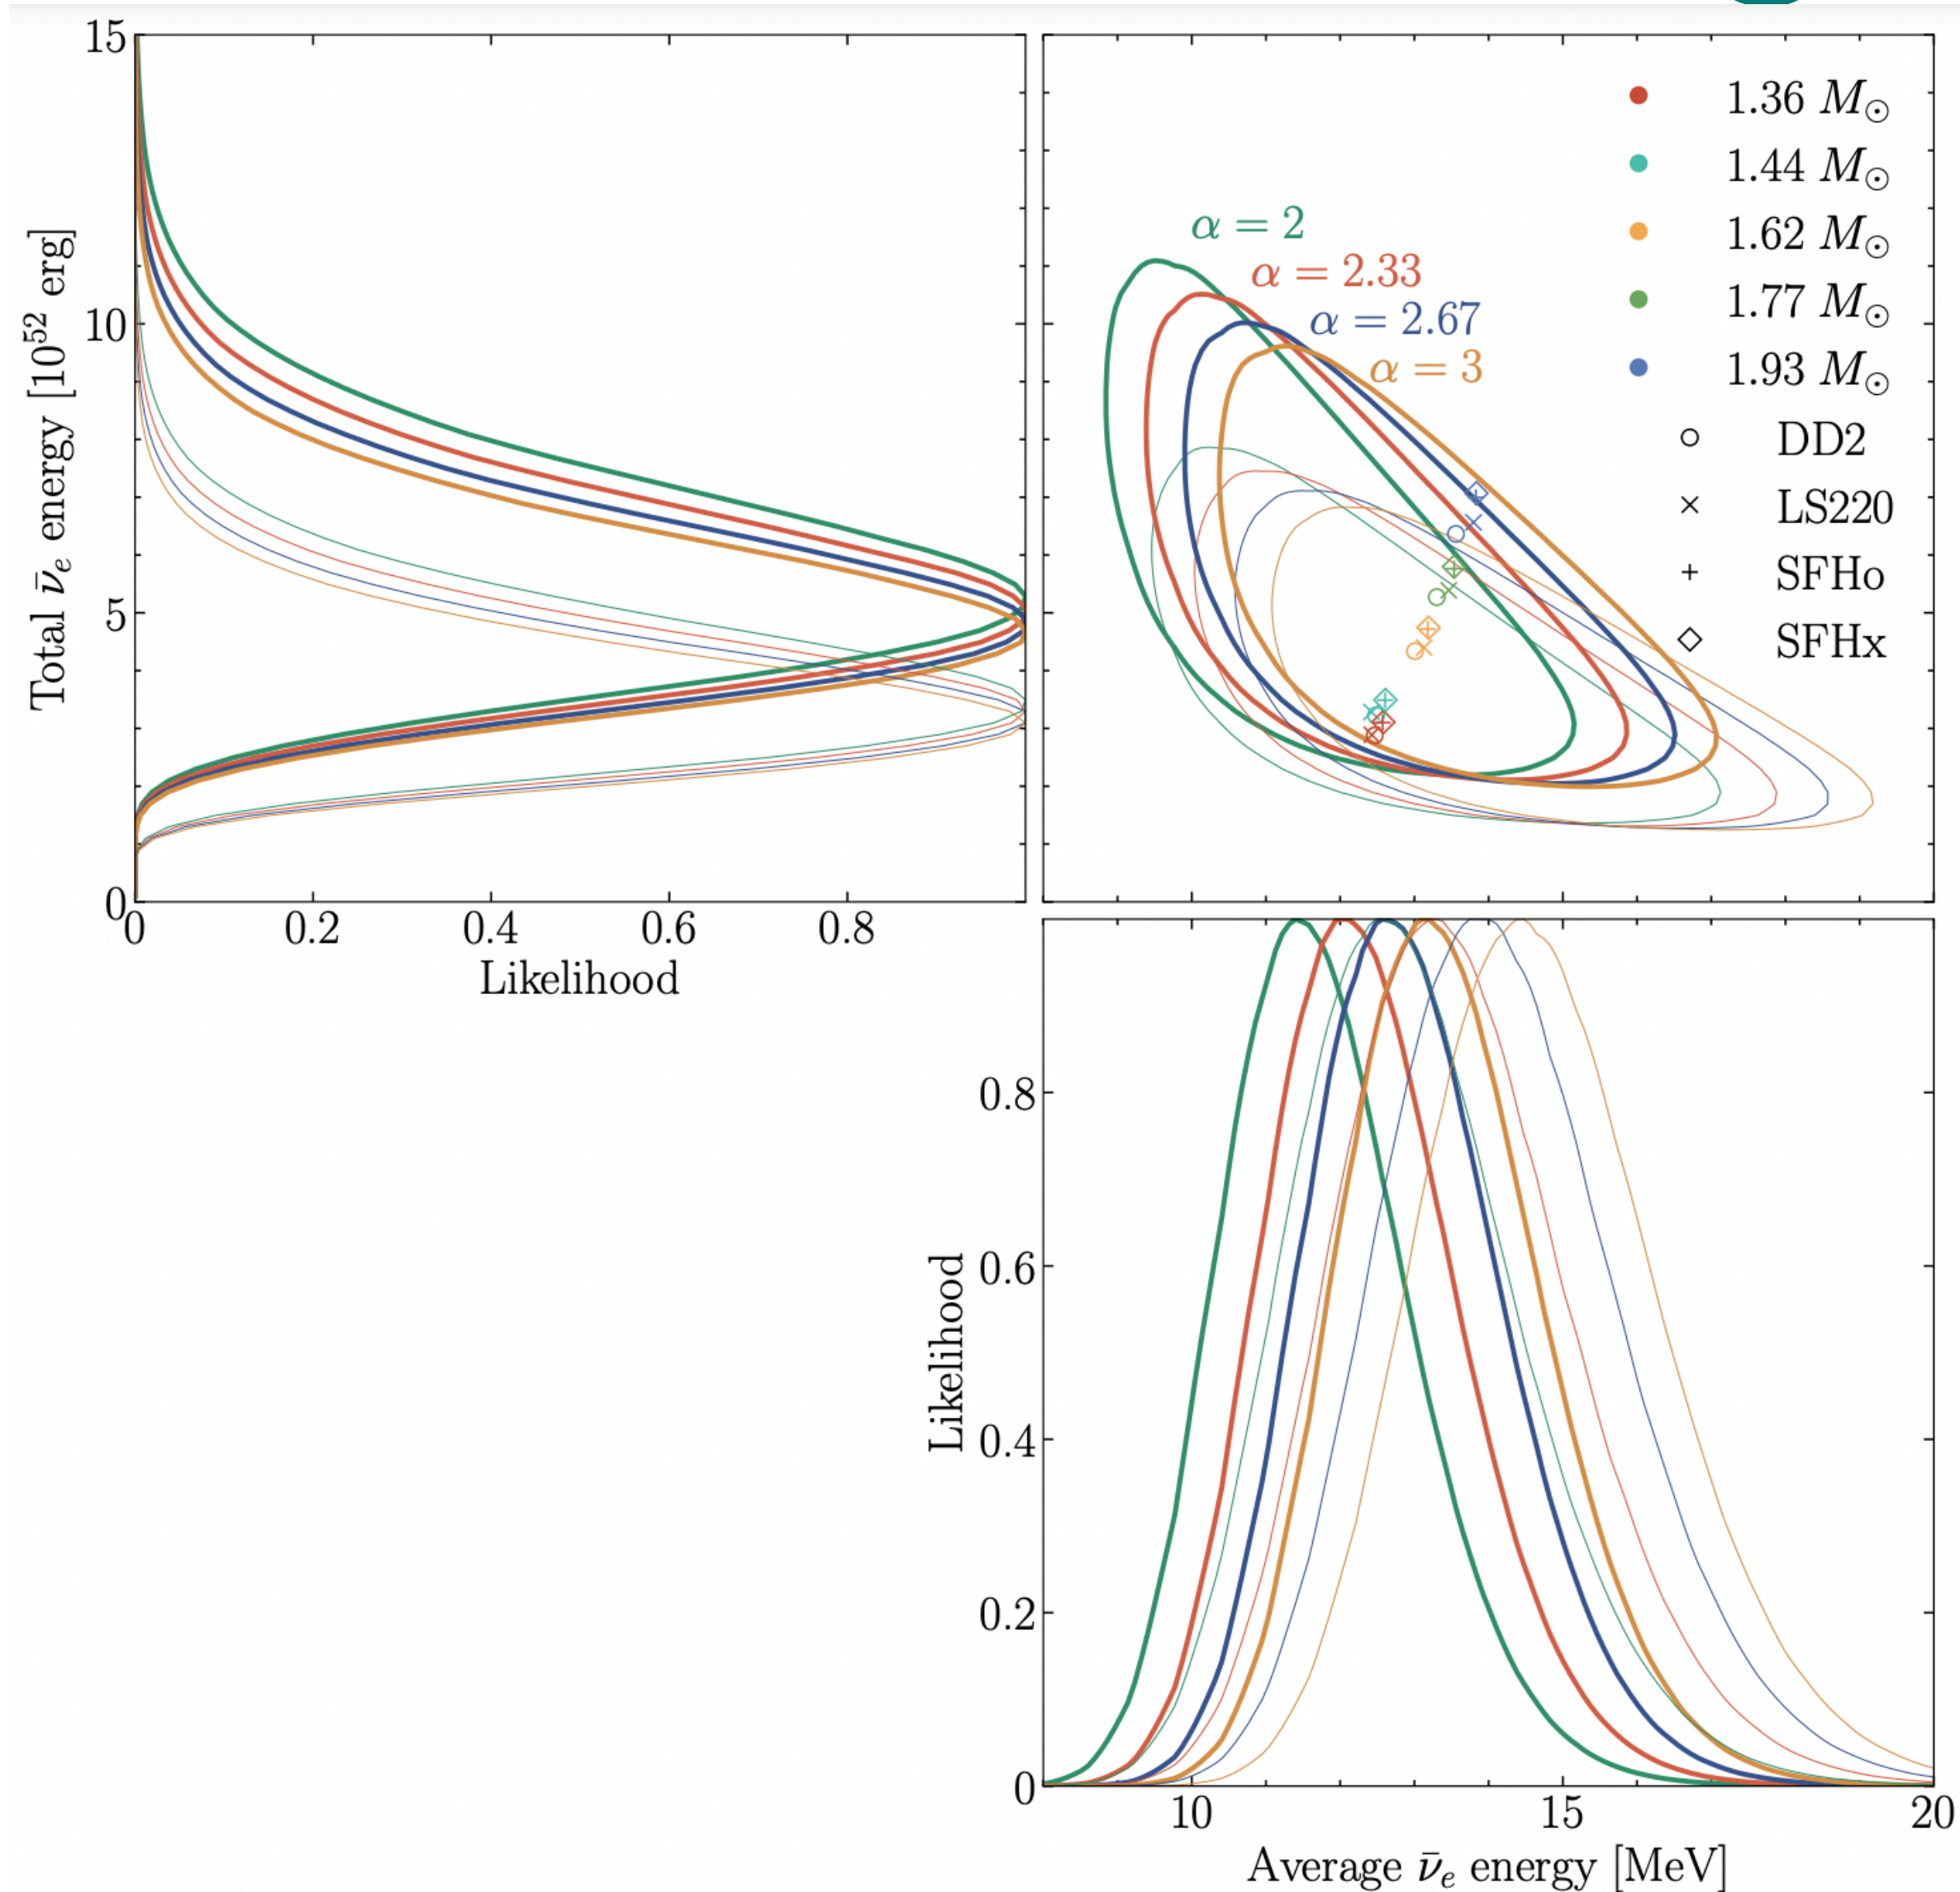 15
10
5
0
Total ν̄ₑ energy [10⁵² erg]
0 0.2 0.4 0.6 0.8
Likelihood
α = 2
α = 2.33
α = 2.67
α = 3
1.36 M⊙
1.44 M⊙
1.62 M⊙
1.77 M⊙
1.93 M⊙
DD2
LS220
SFHo
SFHx
0.8
0.6
0.4
0.2
0
Likelihood
10 15 20
Average ν̄ₑ energy [MeV]